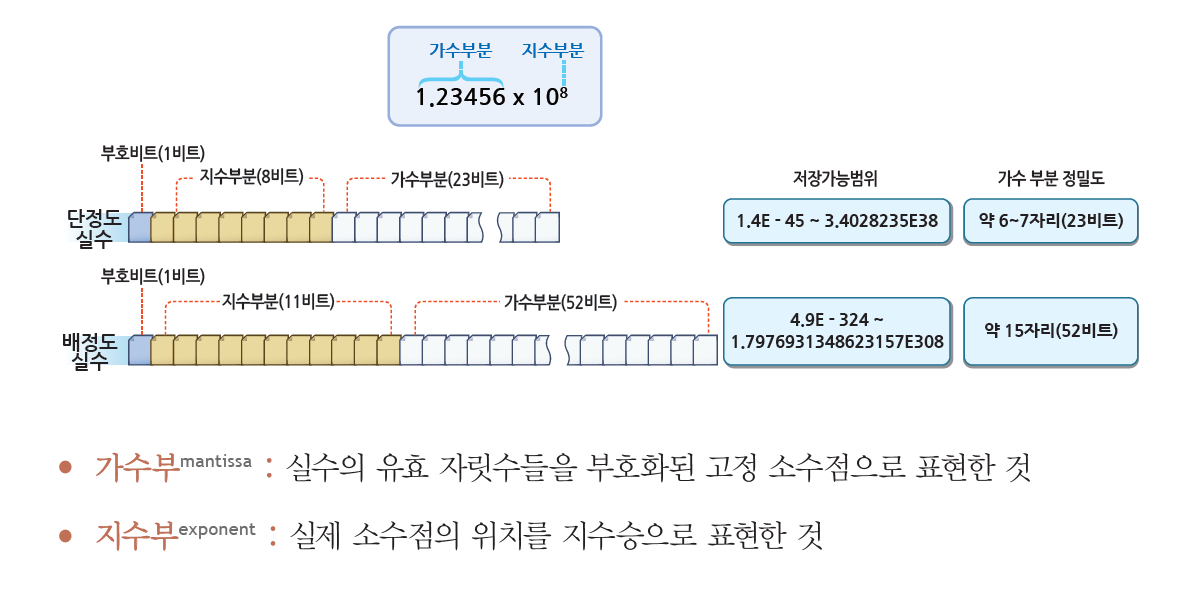 가수부분 지수부분
1.23456 x 10⁸
부호비트(1비트)
지수부분(8비트) 가수부분(23비트) 저장가능범위 가수 부분 정밀도
단정도
실수
1.4E - 45 ~ 3.4028235E38 약 6~7자리(23비트)
부호비트(1비트)
지수부분(11비트) 가수부분(52비트)
배정도
실수
4.9E - 324 ~
1.7976931348623157E308
약 15자리(52비트)
• 가수부mantissa : 실수의 유효 자릿수들을 부호화된 고정 소수점으로 표현한 것
• 지수부exponent : 실제 소수점의 위치를 지수승으로 표현한 것